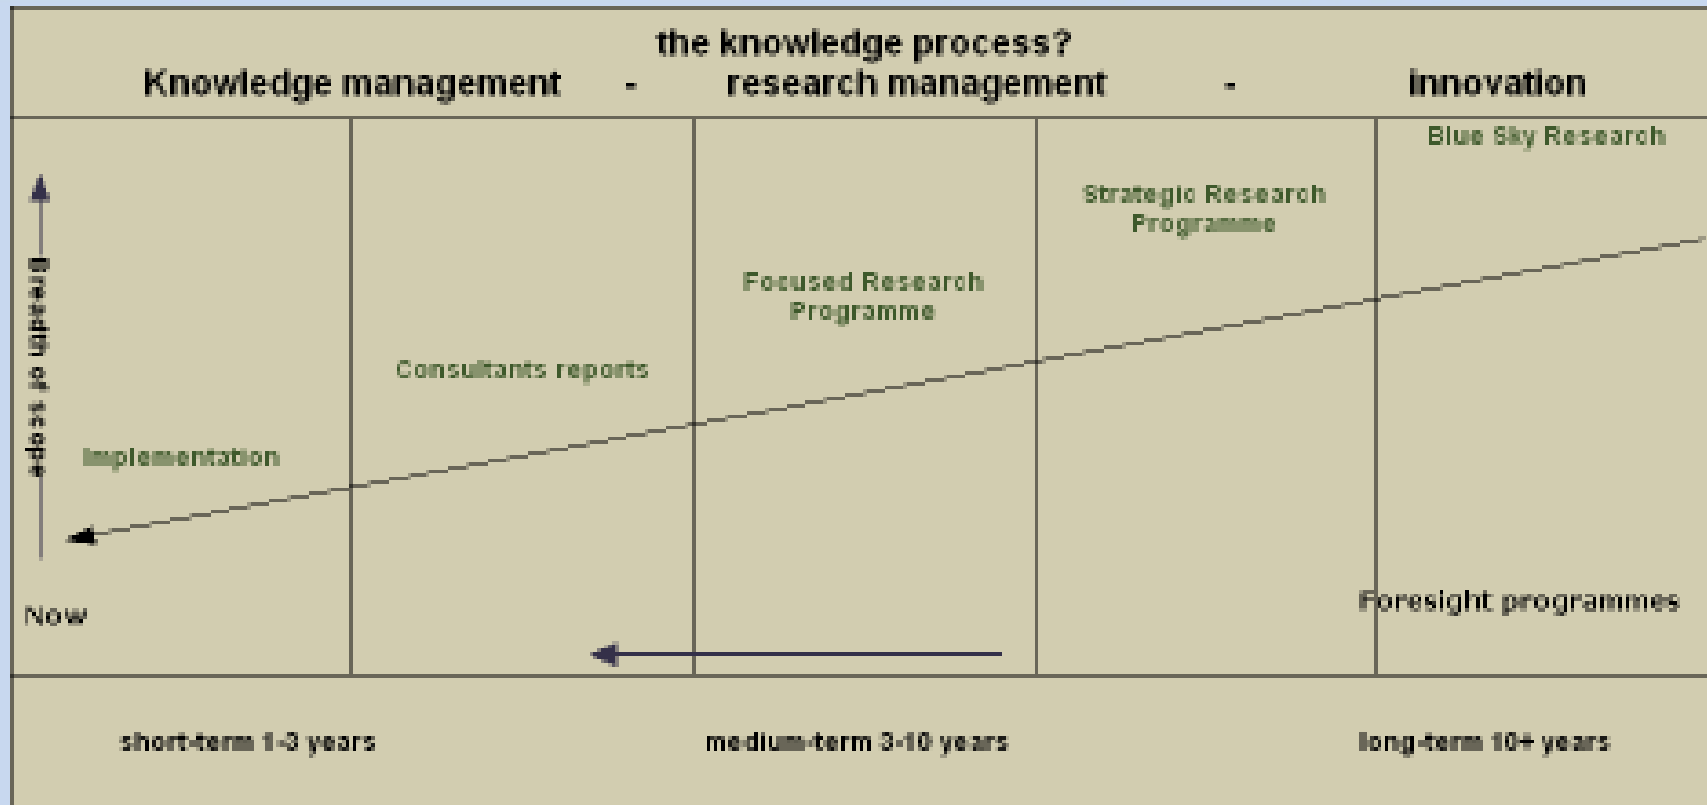 the knowledge process?
Knowledge management - research management - innovation
Blue Sky Research
Strategic Research
Programme
Focused Research
Programme
Consultants reports
Implementation
Breadth of scope
Now
Foresight programmes
short-term 1-3 years
medium-term 3-10 years
long-term 10+ years